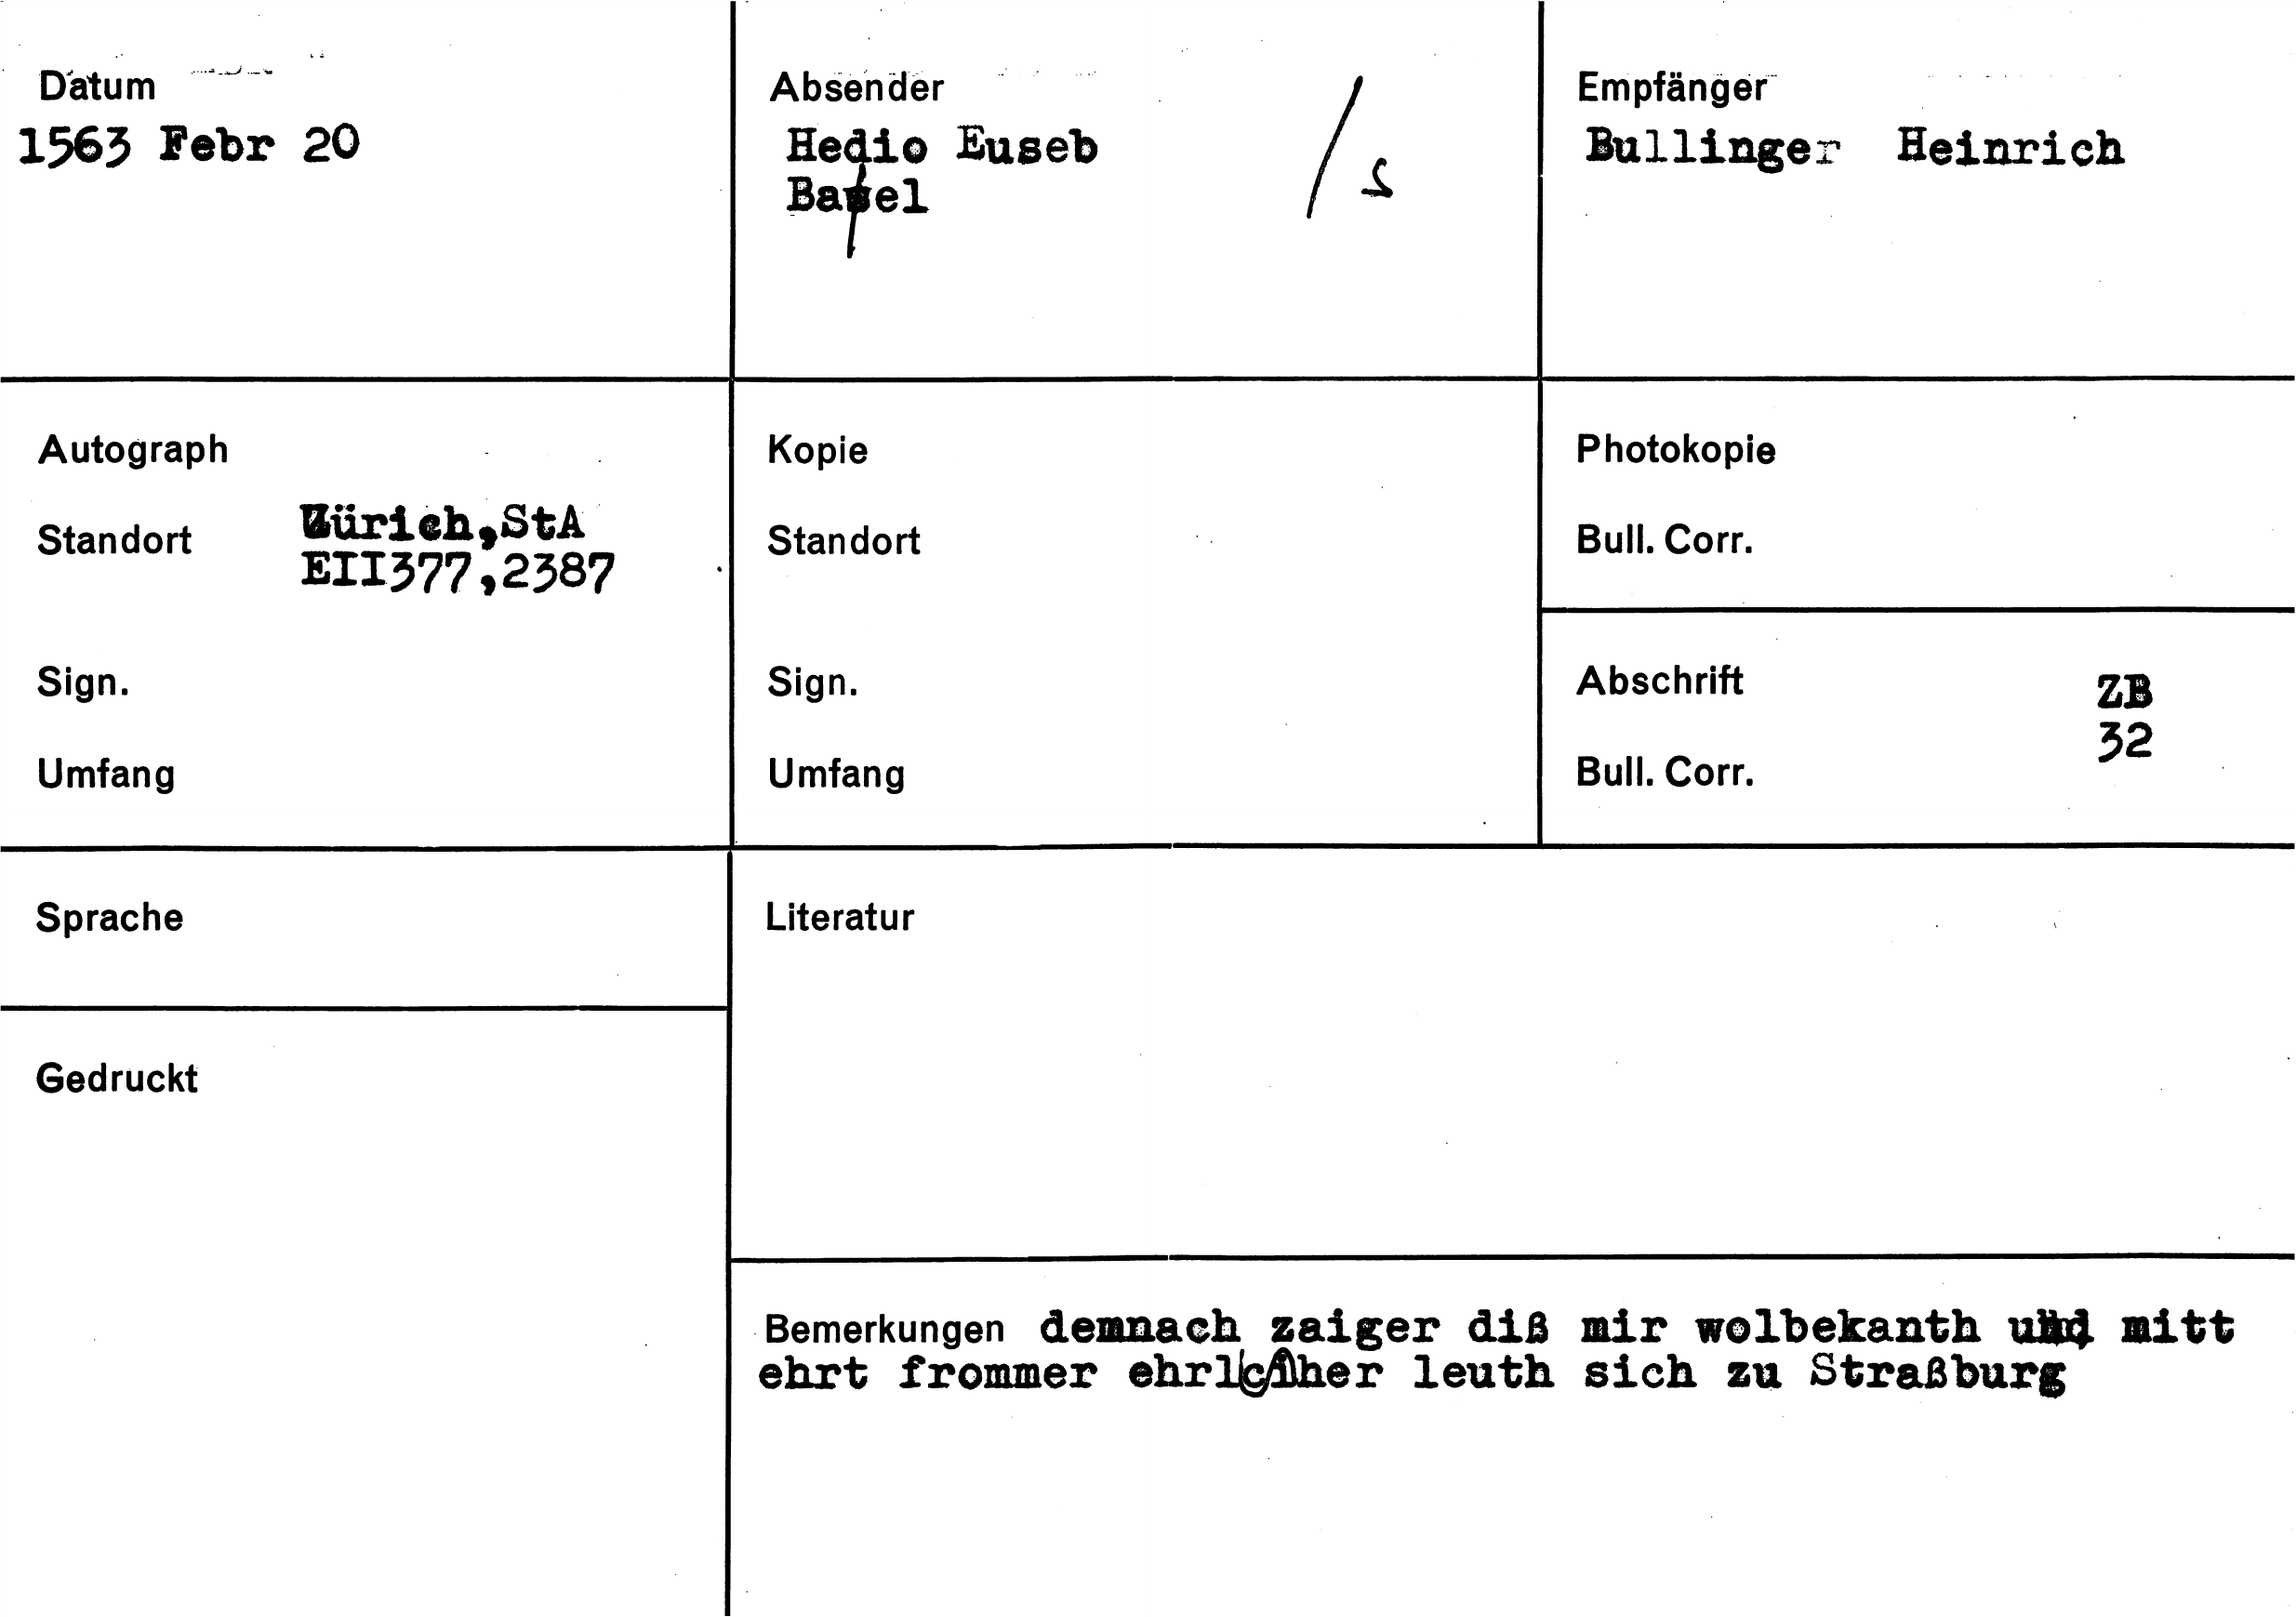 Datum
1563 Febr 20
Absender
Hedio Euseb
Basel
/s
Empfänger
Bullinger Heinrich
Autograph
Standort
Zürich,StA
EII377,2387
Sign.
Umfang
Kopie
Standort
Sign.
Umfang
Photokopie
Bull. Corr.
Abschrift
ZB
32
Bull. Corr.
Sprache
Gedruckt
Literatur
Bemerkungen demnach zaiger diß mir wolbekanth und mitt
ehrt frommer ehrlicher leuth sich zu Straßburg